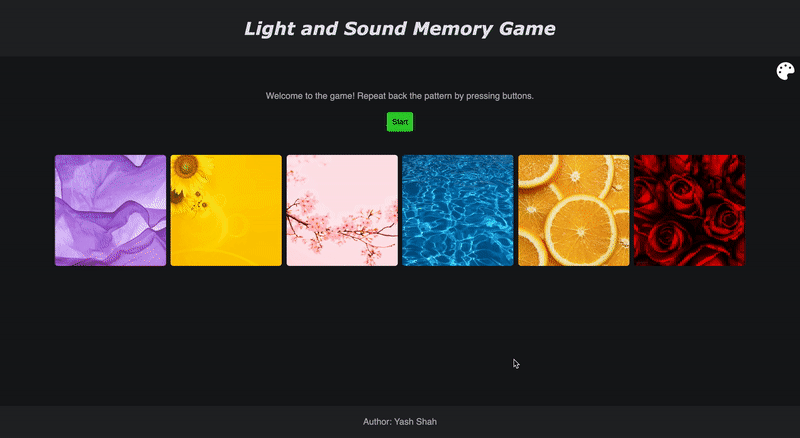 Light and Sound Memory Game
Welcome to the game! Repeat back the pattern by pressing buttons.
Start
Author: Yash Shah